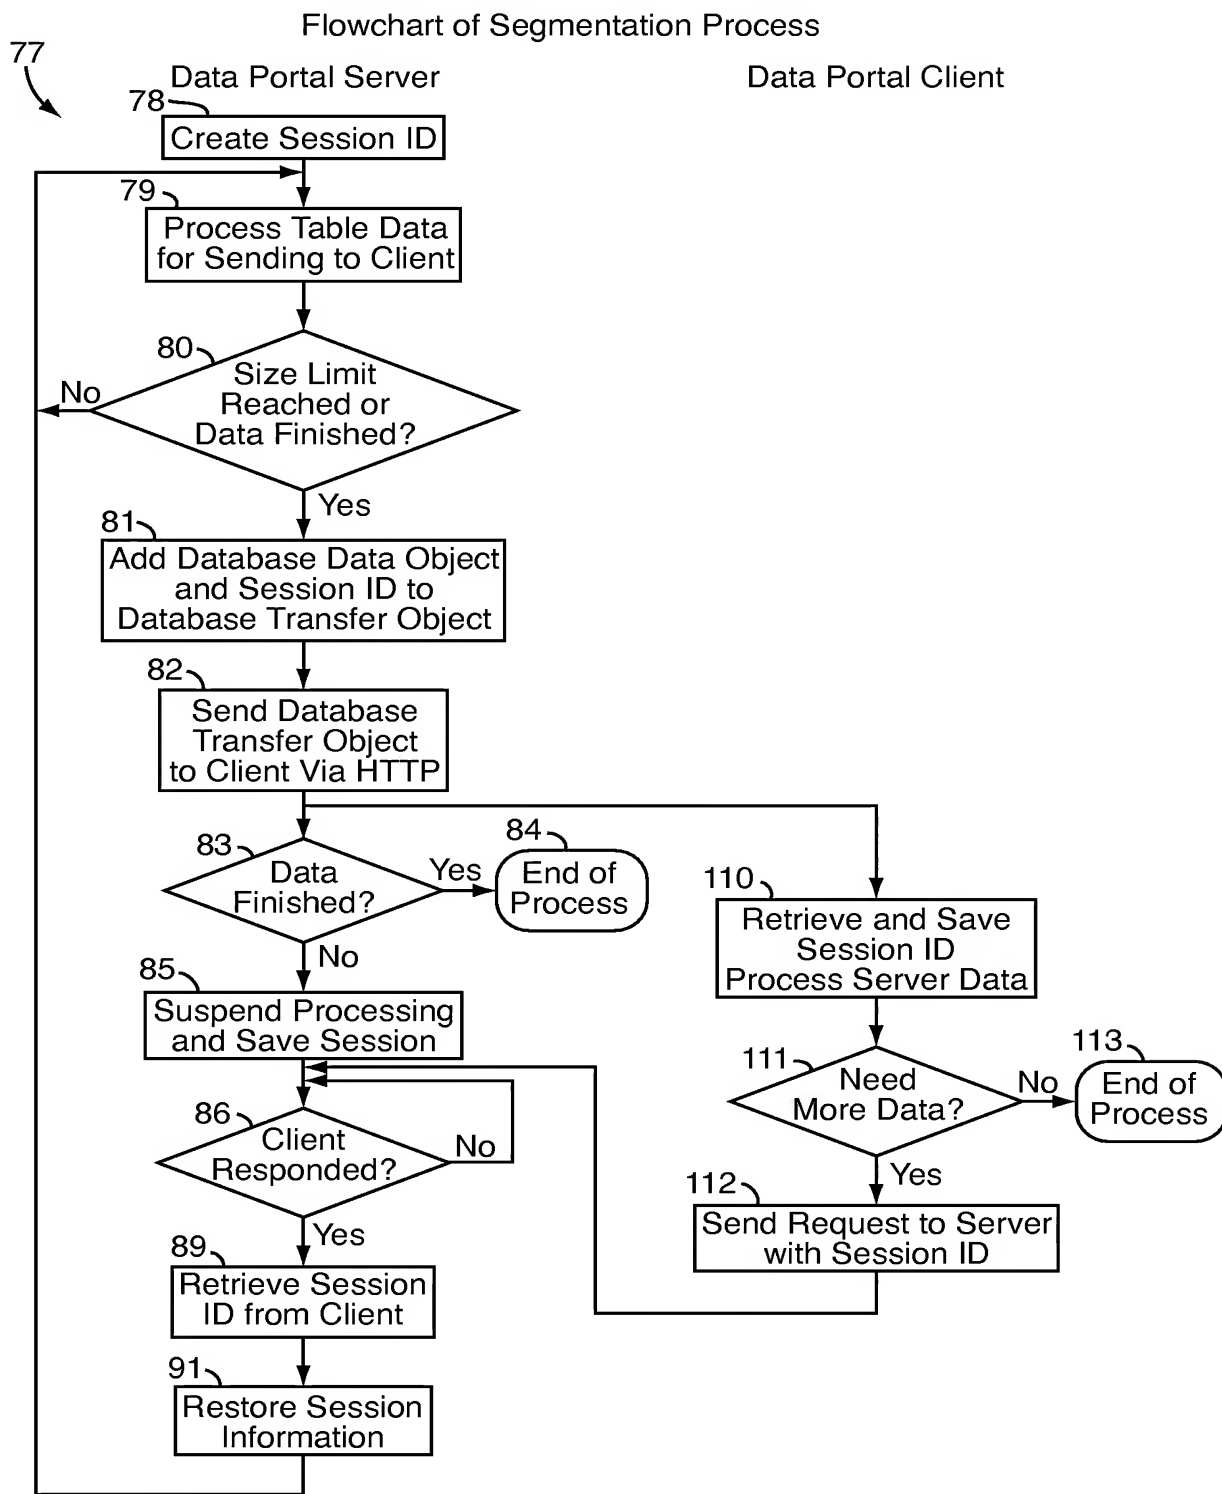 Flowchart of Segmentation Process
77
Data Portal Server
Data Portal Client
78
Create Session ID
79
Process Table Data
for Sending to Client
80
Size Limit
Reached or
Data Finished?
No
Yes
81
Add Database Data Object
and Session ID to
Database Transfer Object
82
Send Database
Transfer Object
to Client Via HTTP
83
Data
Finished?
Yes
84
End of
Process
No
85
Suspend Processing
and Save Session
86
Client
Responded?
No
Yes
89
Retrieve Session
ID from Client
91
Restore Session
Information
110
Retrieve and Save
Session ID
Process Server Data
111
Need
More Data?
No
113
End of
Process
Yes
112
Send Request to Server
with Session ID